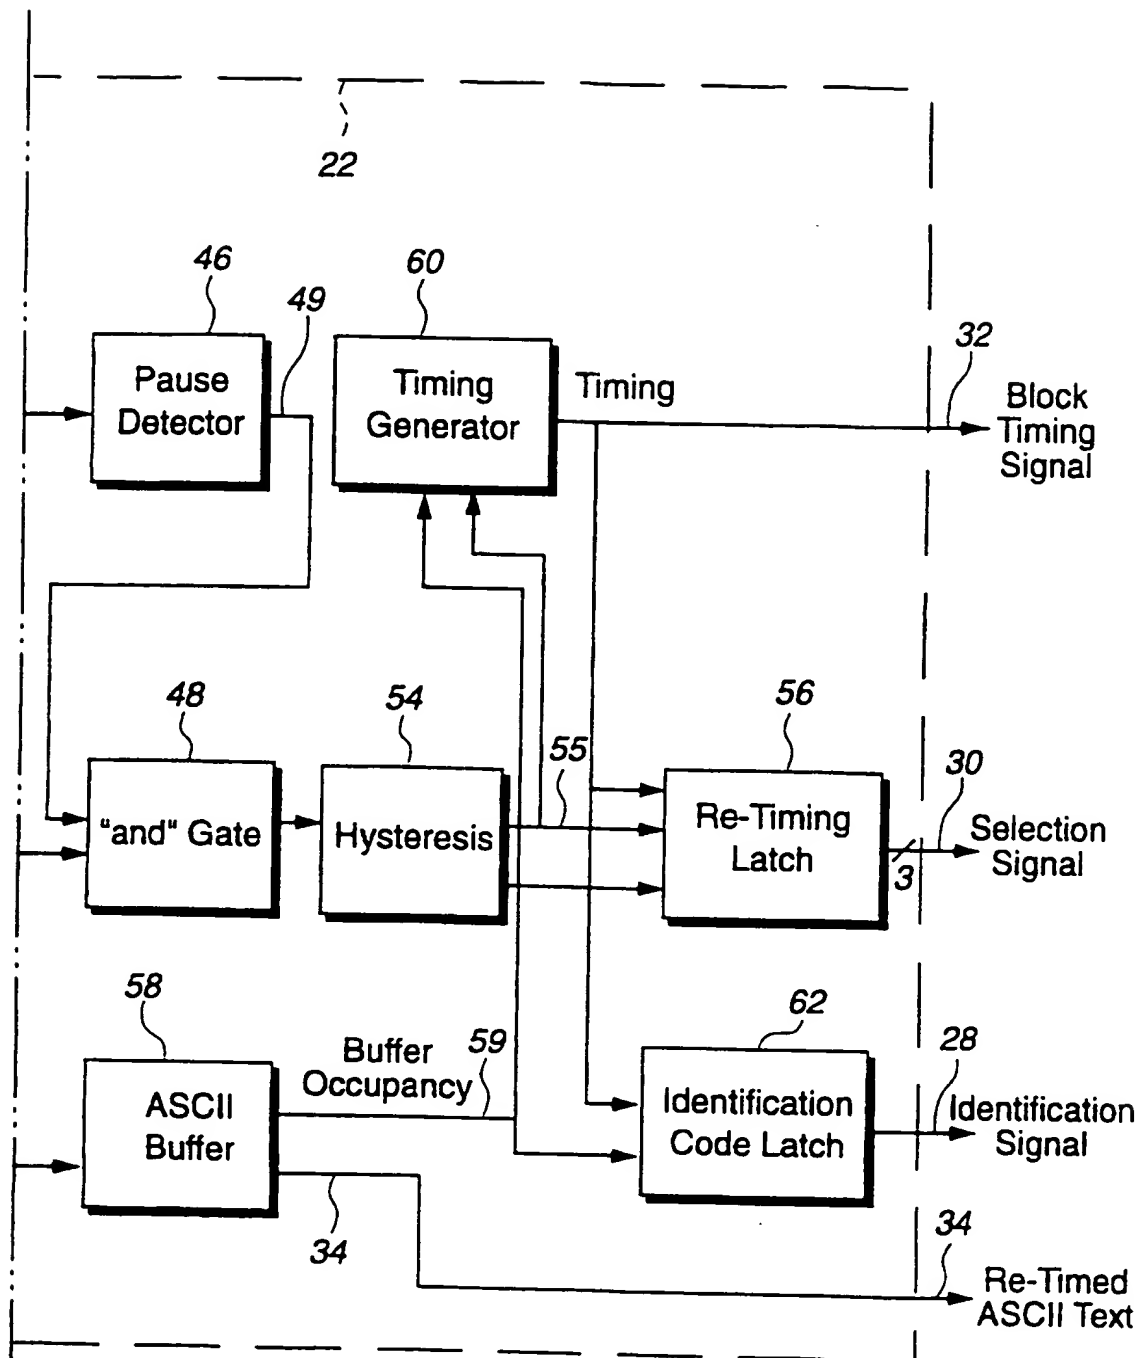 22
46
49
60
32
Pause
Detector
Timing
Generator
Timing
Block
Timing
Signal
48
54
55
56
30
"and" Gate
Hysteresis
Re-Timing
Latch
3
Selection
Signal
58
Buffer
Occupancy
59
62
28
ASCII
Buffer
Identification
Code Latch
Identification
Signal
34
34
Re-Timed
ASCII Text